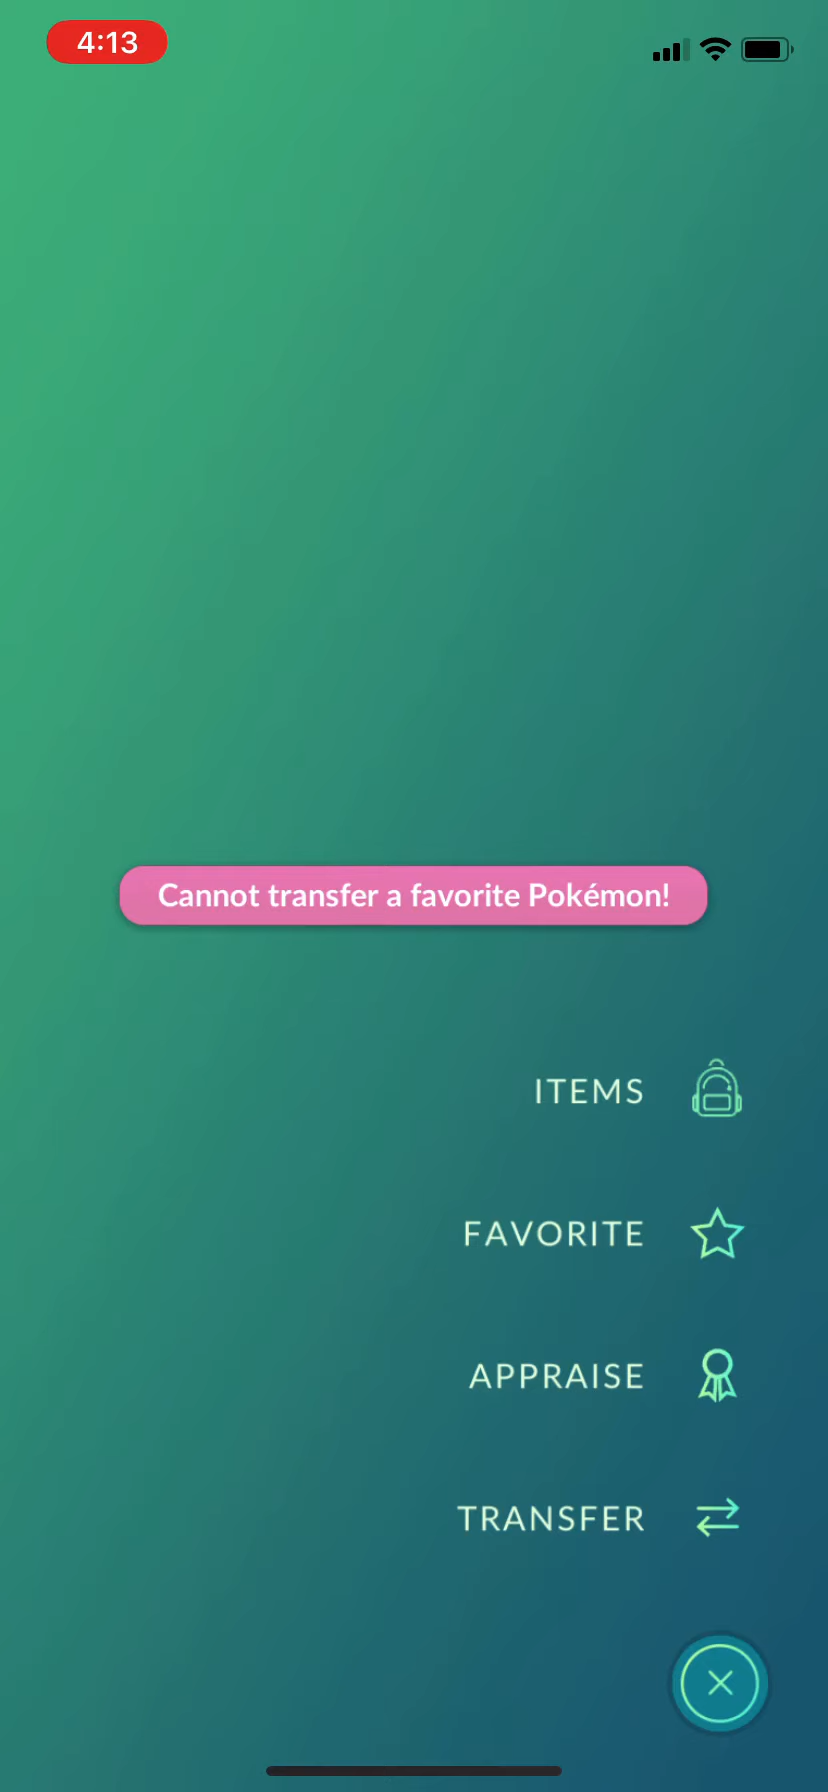 4:13
Cannot transfer a favorite Pokémon!
ITEMS
FAVORITE
APPRAISE
TRANSFER